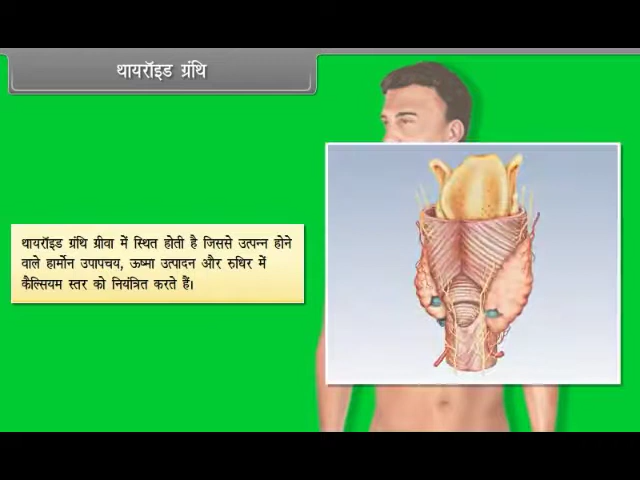 थायरॉइड ग्रंथि
थायरॉइड ग्रंथि ग्रीवा में स्थित होती है जिससे उत्पन्न होने
वाले हार्मोन उपापचय, ऊष्मा उत्पादन और रुधिर में
कैल्सियम स्तर को नियंत्रित करते हैं।